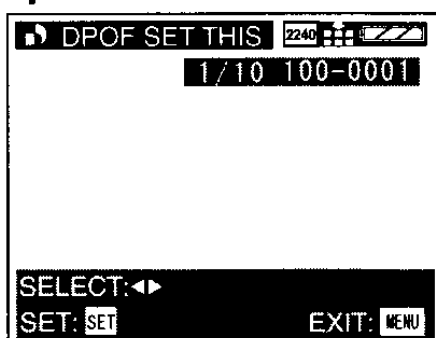 DPOF SET THIS 2240
1/10 100-0001
SELECT:◀▶
SET: SET EXIT: MENU